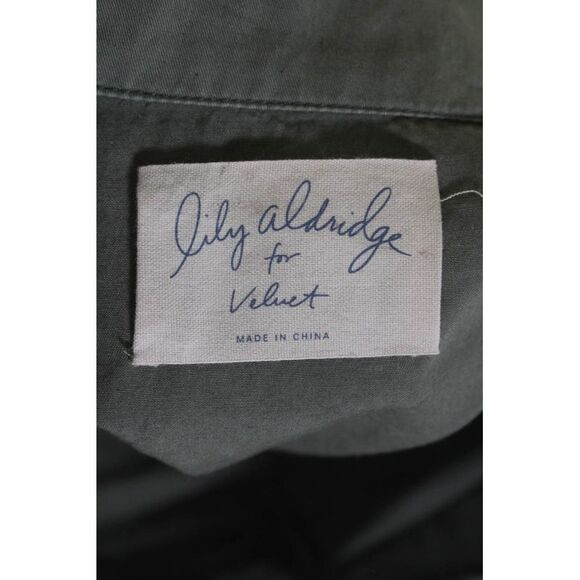 lily aldridge
for
Velvet
MADE IN CHINA